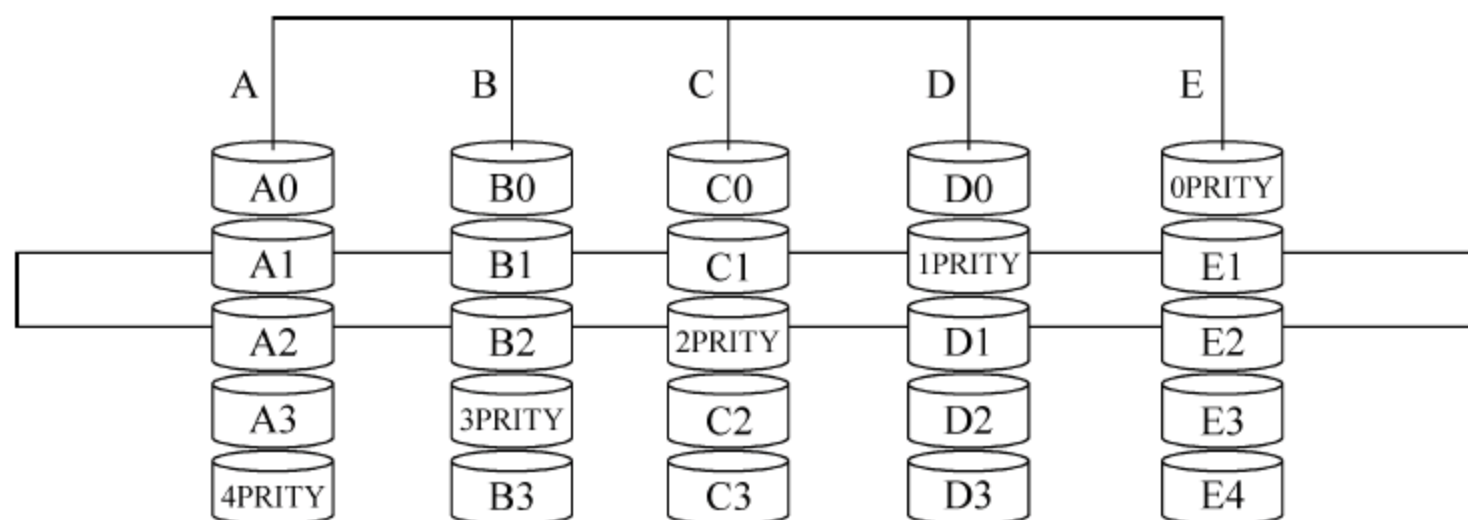 A B C D E
A0 B0 C0 D0 0PRITY
A1 B1 C1 1PRITY E1
A2 B2 2PRITY D1 E2
A3 3PRITY C2 D2 E3
4PRITY B3 C3 D3 E4